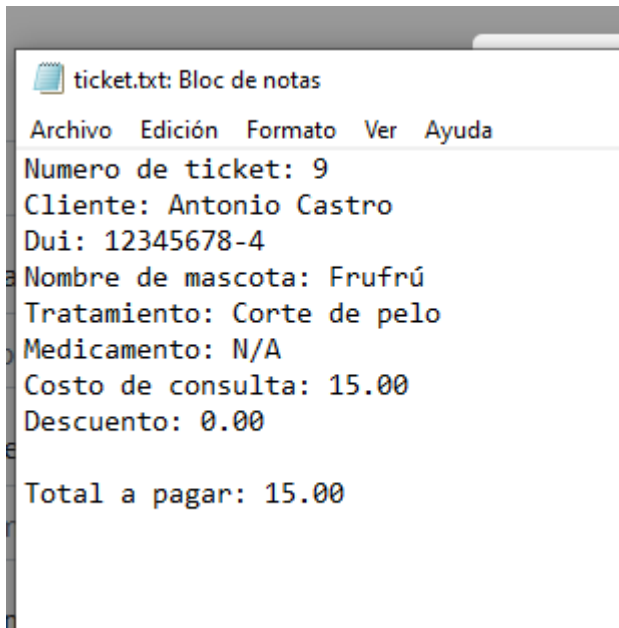 ticket.txt: Bloc de notas
Archivo Edición Formato Ver Ayuda
Numero de ticket: 9
Cliente: Antonio Castro
Dui: 12345678-4
Nombre de mascota: Frufrú
Tratamiento: Corte de pelo
Medicamento: N/A
Costo de consulta: 15.00
Descuento: 0.00
Total a pagar: 15.00